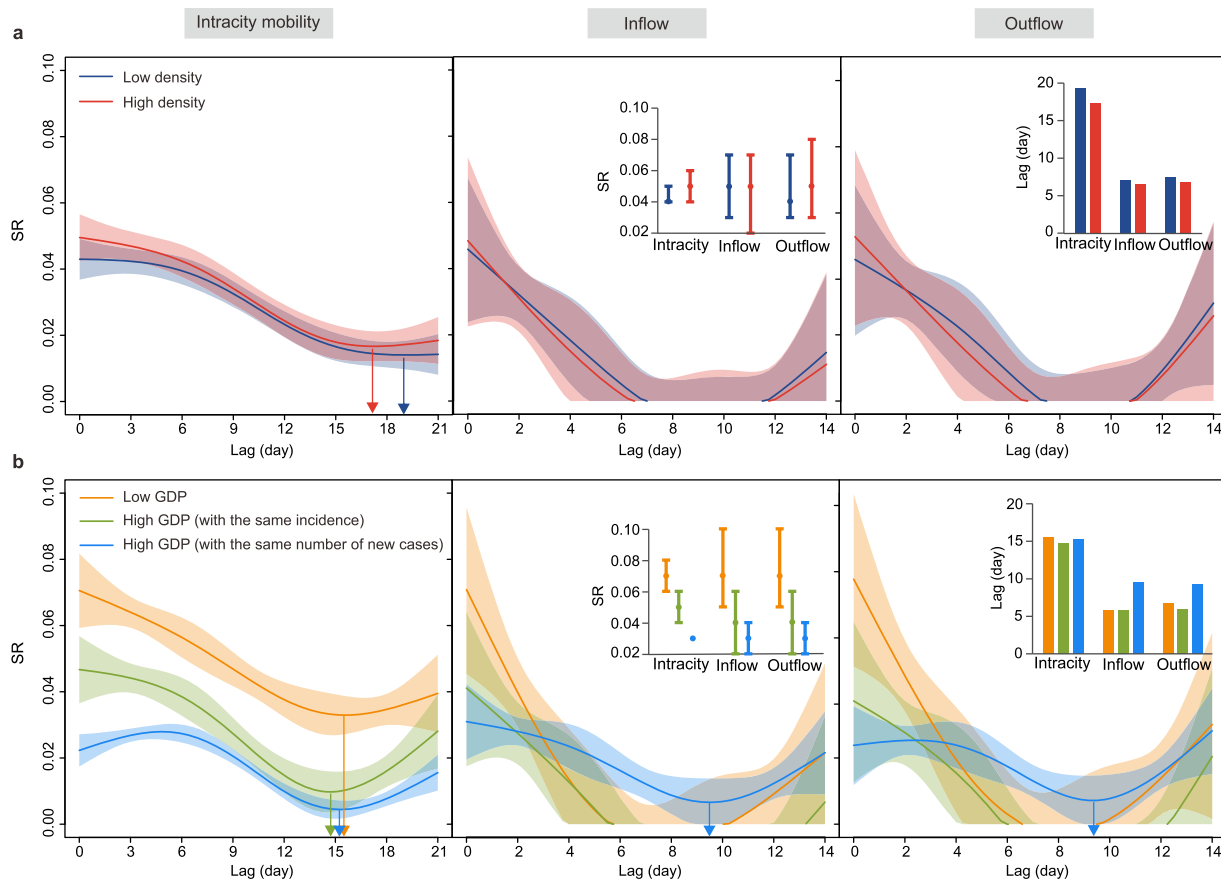 Intracity mobility
Inflow
Outflow
a
0.10
0.08
0.06
0.04
0.02
0.00
SR
Low density
High density
0 3 6 9 12 15 18 21
Lag (day)
0.10
0.08
0.06
0.04
0.02
SR
Intracity Inflow Outflow
0 2 4 6 8 10 12 14
Lag (day)
20
15
10
5
0
Lag (day)
Intracity Inflow Outflow
0 2 4 6 8 10 12 14
Lag (day)
b
0.10
0.08
0.06
0.04
0.02
0.00
SR
Low GDP
High GDP (with the same incidence)
High GDP (with the same number of new cases)
0 3 6 9 12 15 18 21
Lag (day)
0.10
0.08
0.06
0.04
0.02
SR
Intracity Inflow Outflow
0 2 4 6 8 10 12 14
Lag (day)
20
15
10
5
0
Lag (day)
Intracity Inflow Outflow
0 2 4 6 8 10 12 14
Lag (day)